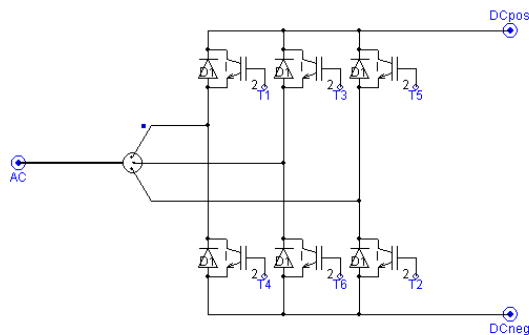 DCpos
D1 2 D1 2 D1 2
T1 T3 T5
AC
D1 2 D1 2 D1 2
T4 T6 T2
DCneg